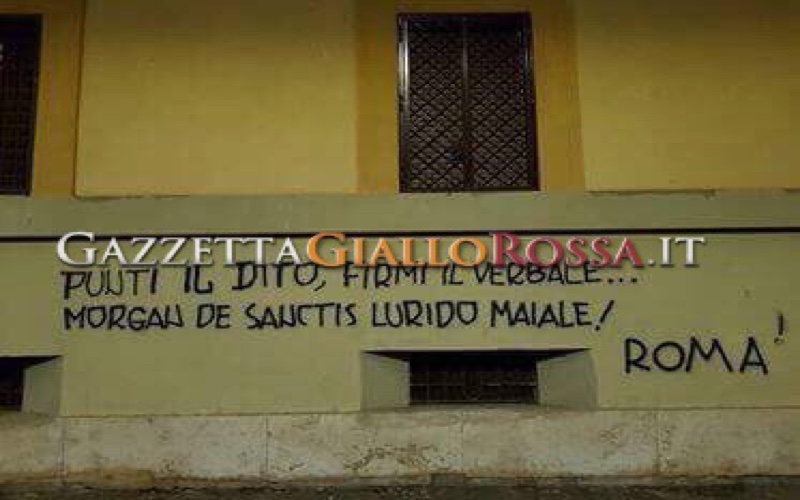 GAZZETTAGIALLOROSSA.IT
PUNTI IL DITO, FIRMI IL VERBALE...
MORGAN DE SANCTIS LURIDO MAIALE!
ROMA!